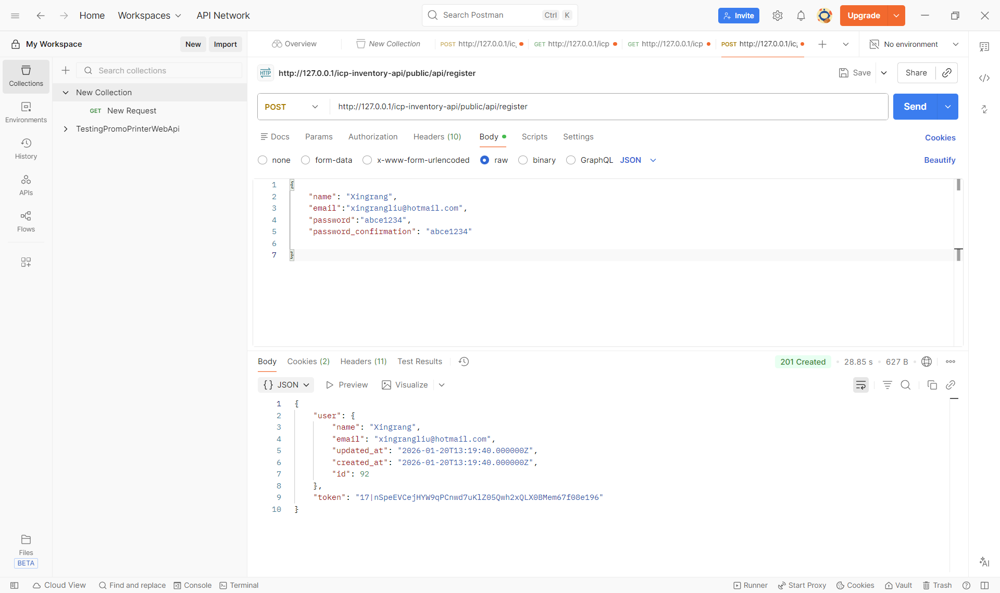 Home Workspaces API Network Search Postman Ctrl K Invite Upgrade
My Workspace New Import Overview New Collection POST http://127.0.0.1/ic GET http://127.0.0.1/icp GET http://127.0.0.1/icp POST http://127.0.0.1/icp No environment
Collections
Environments
History
APIs
Flows
Files
BETA
Search collections
New Collection
GET New Request
TestingPromoPrinterWebApi
HTTP http://127.0.0.1/icp-inventory-api/public/api/register Save Share
POST http://127.0.0.1/icp-inventory-api/public/api/register Send
Docs Params Authorization Headers (10) Body Scripts Settings Cookies
none form-data x-www-form-urlencoded raw binary GraphQL JSON Beautify
1 {
2 "name": "Xingrang",
3 "email":"xingrangliu@hotmail.com",
4 "password":"abce1234",
5 "password_confirmation": "abce1234"
6
7 }
Body Cookies (2) Headers (11) Test Results 201 Created 28.85 s 627 B
{} JSON Preview Visualize
1 {
2 "user": {
3 "name": "Xingrang",
4 "email": "xingrangliu@hotmail.com",
5 "updated_at": "2026-01-20T13:19:40.000000Z",
6 "created_at": "2026-01-20T13:19:40.000000Z",
7 "id": 92
8 },
9 "token": "17|nSpeEVCejHYW9qPCnwd7uKlZ05Qwh2xQLX0BMem67f08e196"
10 }
AI
Cloud View Find and replace Console Terminal Runner Start Proxy Cookies Vault Trash